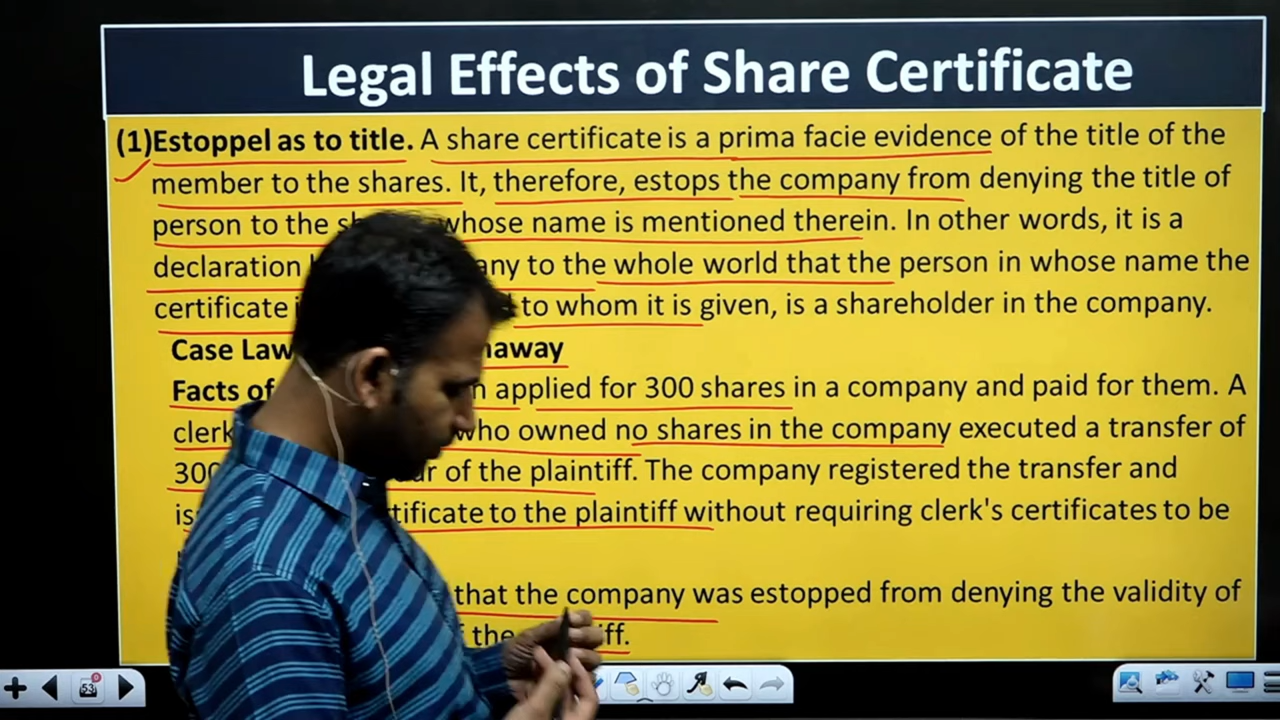 Legal Effects of Share Certificate
(1)Estoppel as to title. A share certificate is a prima facie evidence of the title of the
member to the shares. It, therefore, estops the company from denying the title of
person to the whose name is mentioned therein. In other words, it is a
declaration to the whole world that the person in whose name the
certificate to whom it is given, is a shareholder in the company.
Case Law
Facts of applied for 300 shares in a company and paid for them. A
clerk who owned no shares in the company executed a transfer of
300 of the plaintiff. The company registered the transfer and
to the plaintiff without requiring clerk's certificates to be
that the company was estopped from denying the validity of
the
53